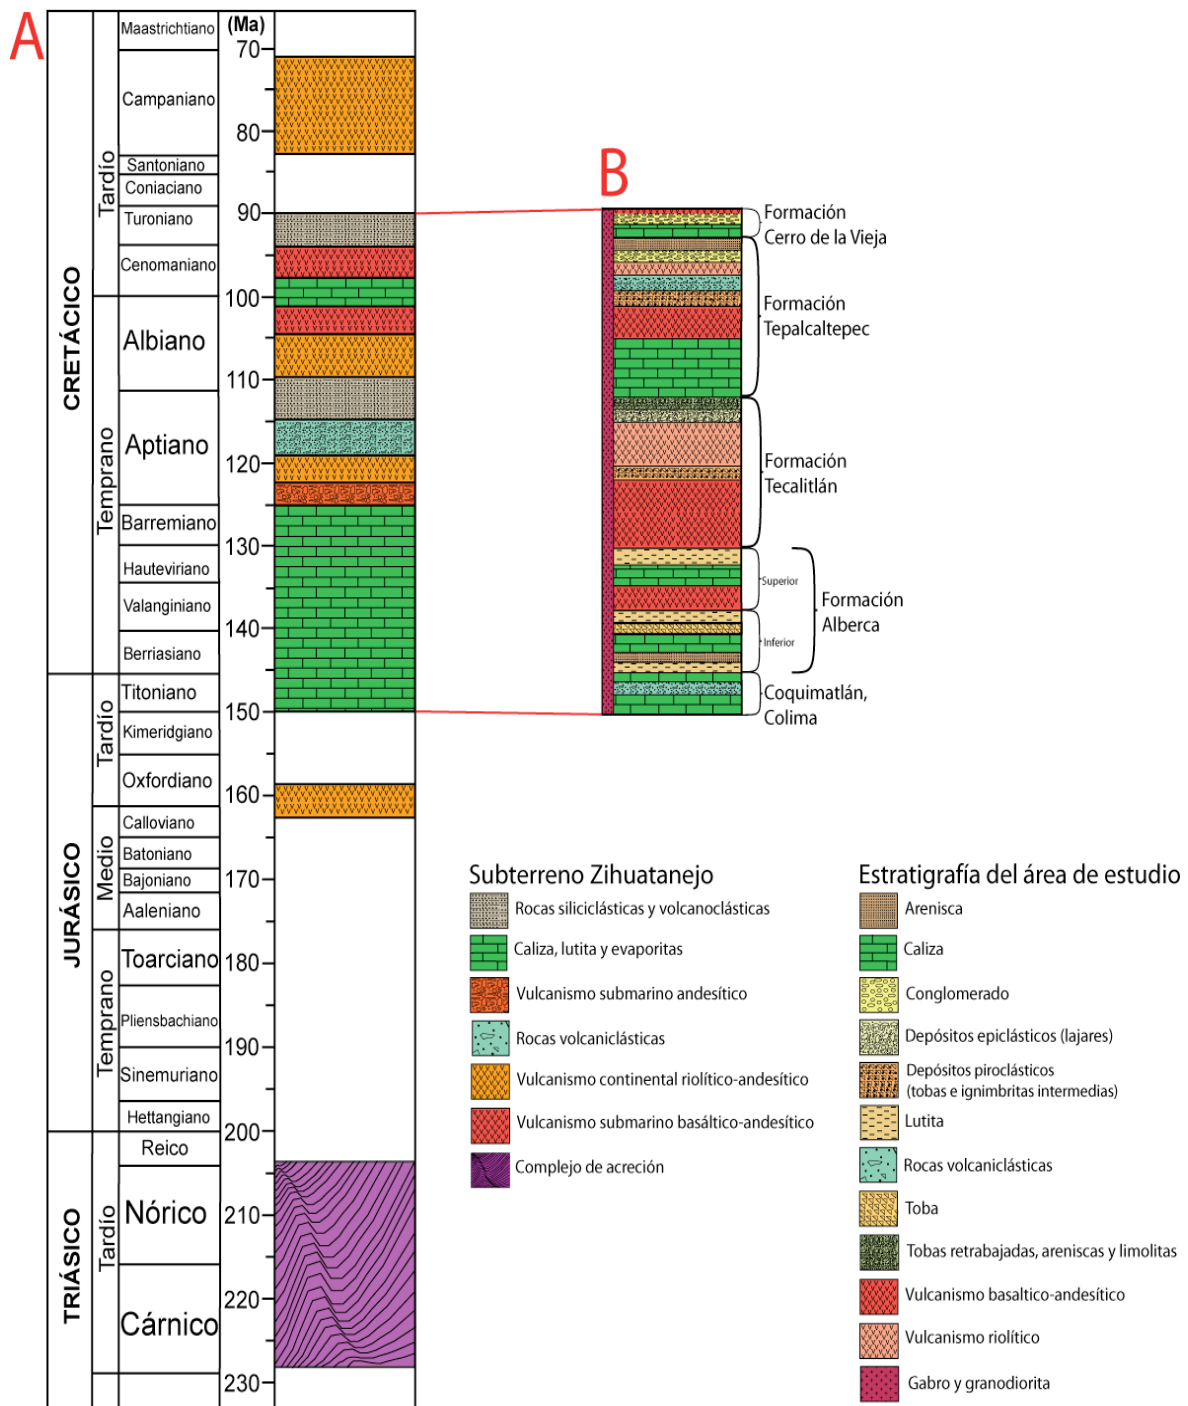 A
(Ma)
CRETÁCICO
Tardío
Maastrichtiano
Campaniano
Santoniano
Coniaciano
Turoniano
Cenomaniano
Temprano
Albiano
Aptiano
Barremiano
Hauteviriano
Valanginiano
Berriasiano
JURÁSICO
Tardío
Titoniano
Kimeridgiano
Oxfordiano
Medio
Calloviano
Batoniano
Bajoniano
Aaleniano
Temprano
Toarciano
Pliensbachiano
Sinemuriano
Hettangiano
TRIÁSICO
Tardío
Reico
Nórico
Cárnico
70
80
90
100
110
120
130
140
150
160
170
180
190
200
210
220
230
B
Formación
Cerro de la Vieja
Formación
Tepalcaltepec
Formación
Tecalitlán
Superior
Inferior
Formación
Alberca
Coquimatlán,
Colima
Subterreno Zihuatanejo
Rocas siliciclásticas y volcanoclásticas
Caliza, lutita y evaporitas
Vulcanismo submarino andesítico
Rocas volcaniclásticas
Vulcanismo continental riolítico-andesítico
Vulcanismo submarino basáltico-andesítico
Complejo de acreción
Estratigrafía del área de estudio
Arenisca
Caliza
Conglomerado
Depósitos epiclásticos (lajares)
Depósitos piroclásticos
(tobas e ignimbritas intermedias)
Lutita
Rocas volcaniclásticas
Toba
Tobas retrabajadas, areniscas y limolitas
Vulcanismo basaltico-andesítico
Vulcanismo riolítico
Gabro y granodiorita